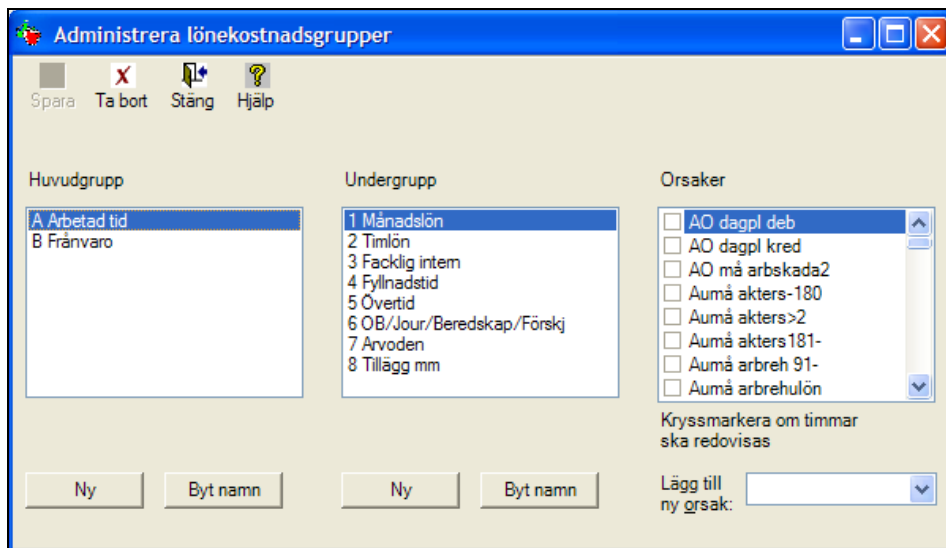 Administrera lönekostnadsgrupper
Spara Ta bort Stäng Hjälp
Huvudgrupp
A Arbetad tid
B Frånvaro
Ny Byt namn
Undergrupp
1 Månadslön
2 Timlön
3 Facklig intern
4 Fyllnadstid
5 Övertid
6 OB/Jour/Beredskap/Förskj
7 Arvoden
8 Tillägg mm
Ny Byt namn
Orsaker
AO dagpl deb
AO dagpl kred
AO må arbskada2
Aumå akters-180
Aumå akters>2
Aumå akters181-
Aumå arbreh 91-
Aumå arbrehulön
Kryssmarkera om timmar
ska redovisas
Lägg till
ny orsak: